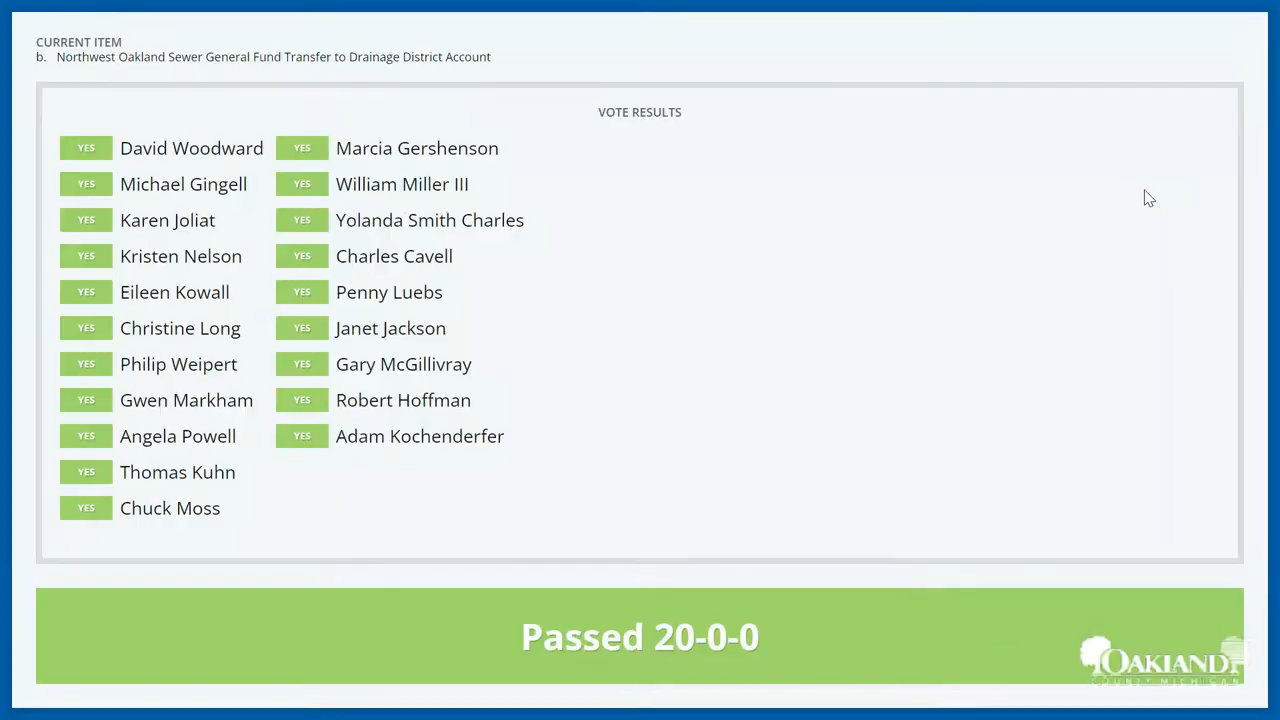 CURRENT ITEM
b. Northwest Oakland Sewer General Fund Transfer to Drainage District Account
VOTE RESULTS
YES David Woodward
YES Michael Gingell
YES Karen Joliat
YES Kristen Nelson
YES Eileen Kowall
YES Christine Long
YES Philip Weipert
YES Gwen Markham
YES Angela Powell
YES Thomas Kuhn
YES Chuck Moss
YES Marcia Gershenson
YES William Miller III
YES Yolanda Smith Charles
YES Charles Cavell
YES Penny Luebs
YES Janet Jackson
YES Gary McGillivray
YES Robert Hoffman
YES Adam Kochenderfer
Passed 20-0-0
OAKLAND
COUNTY MICHIGAN